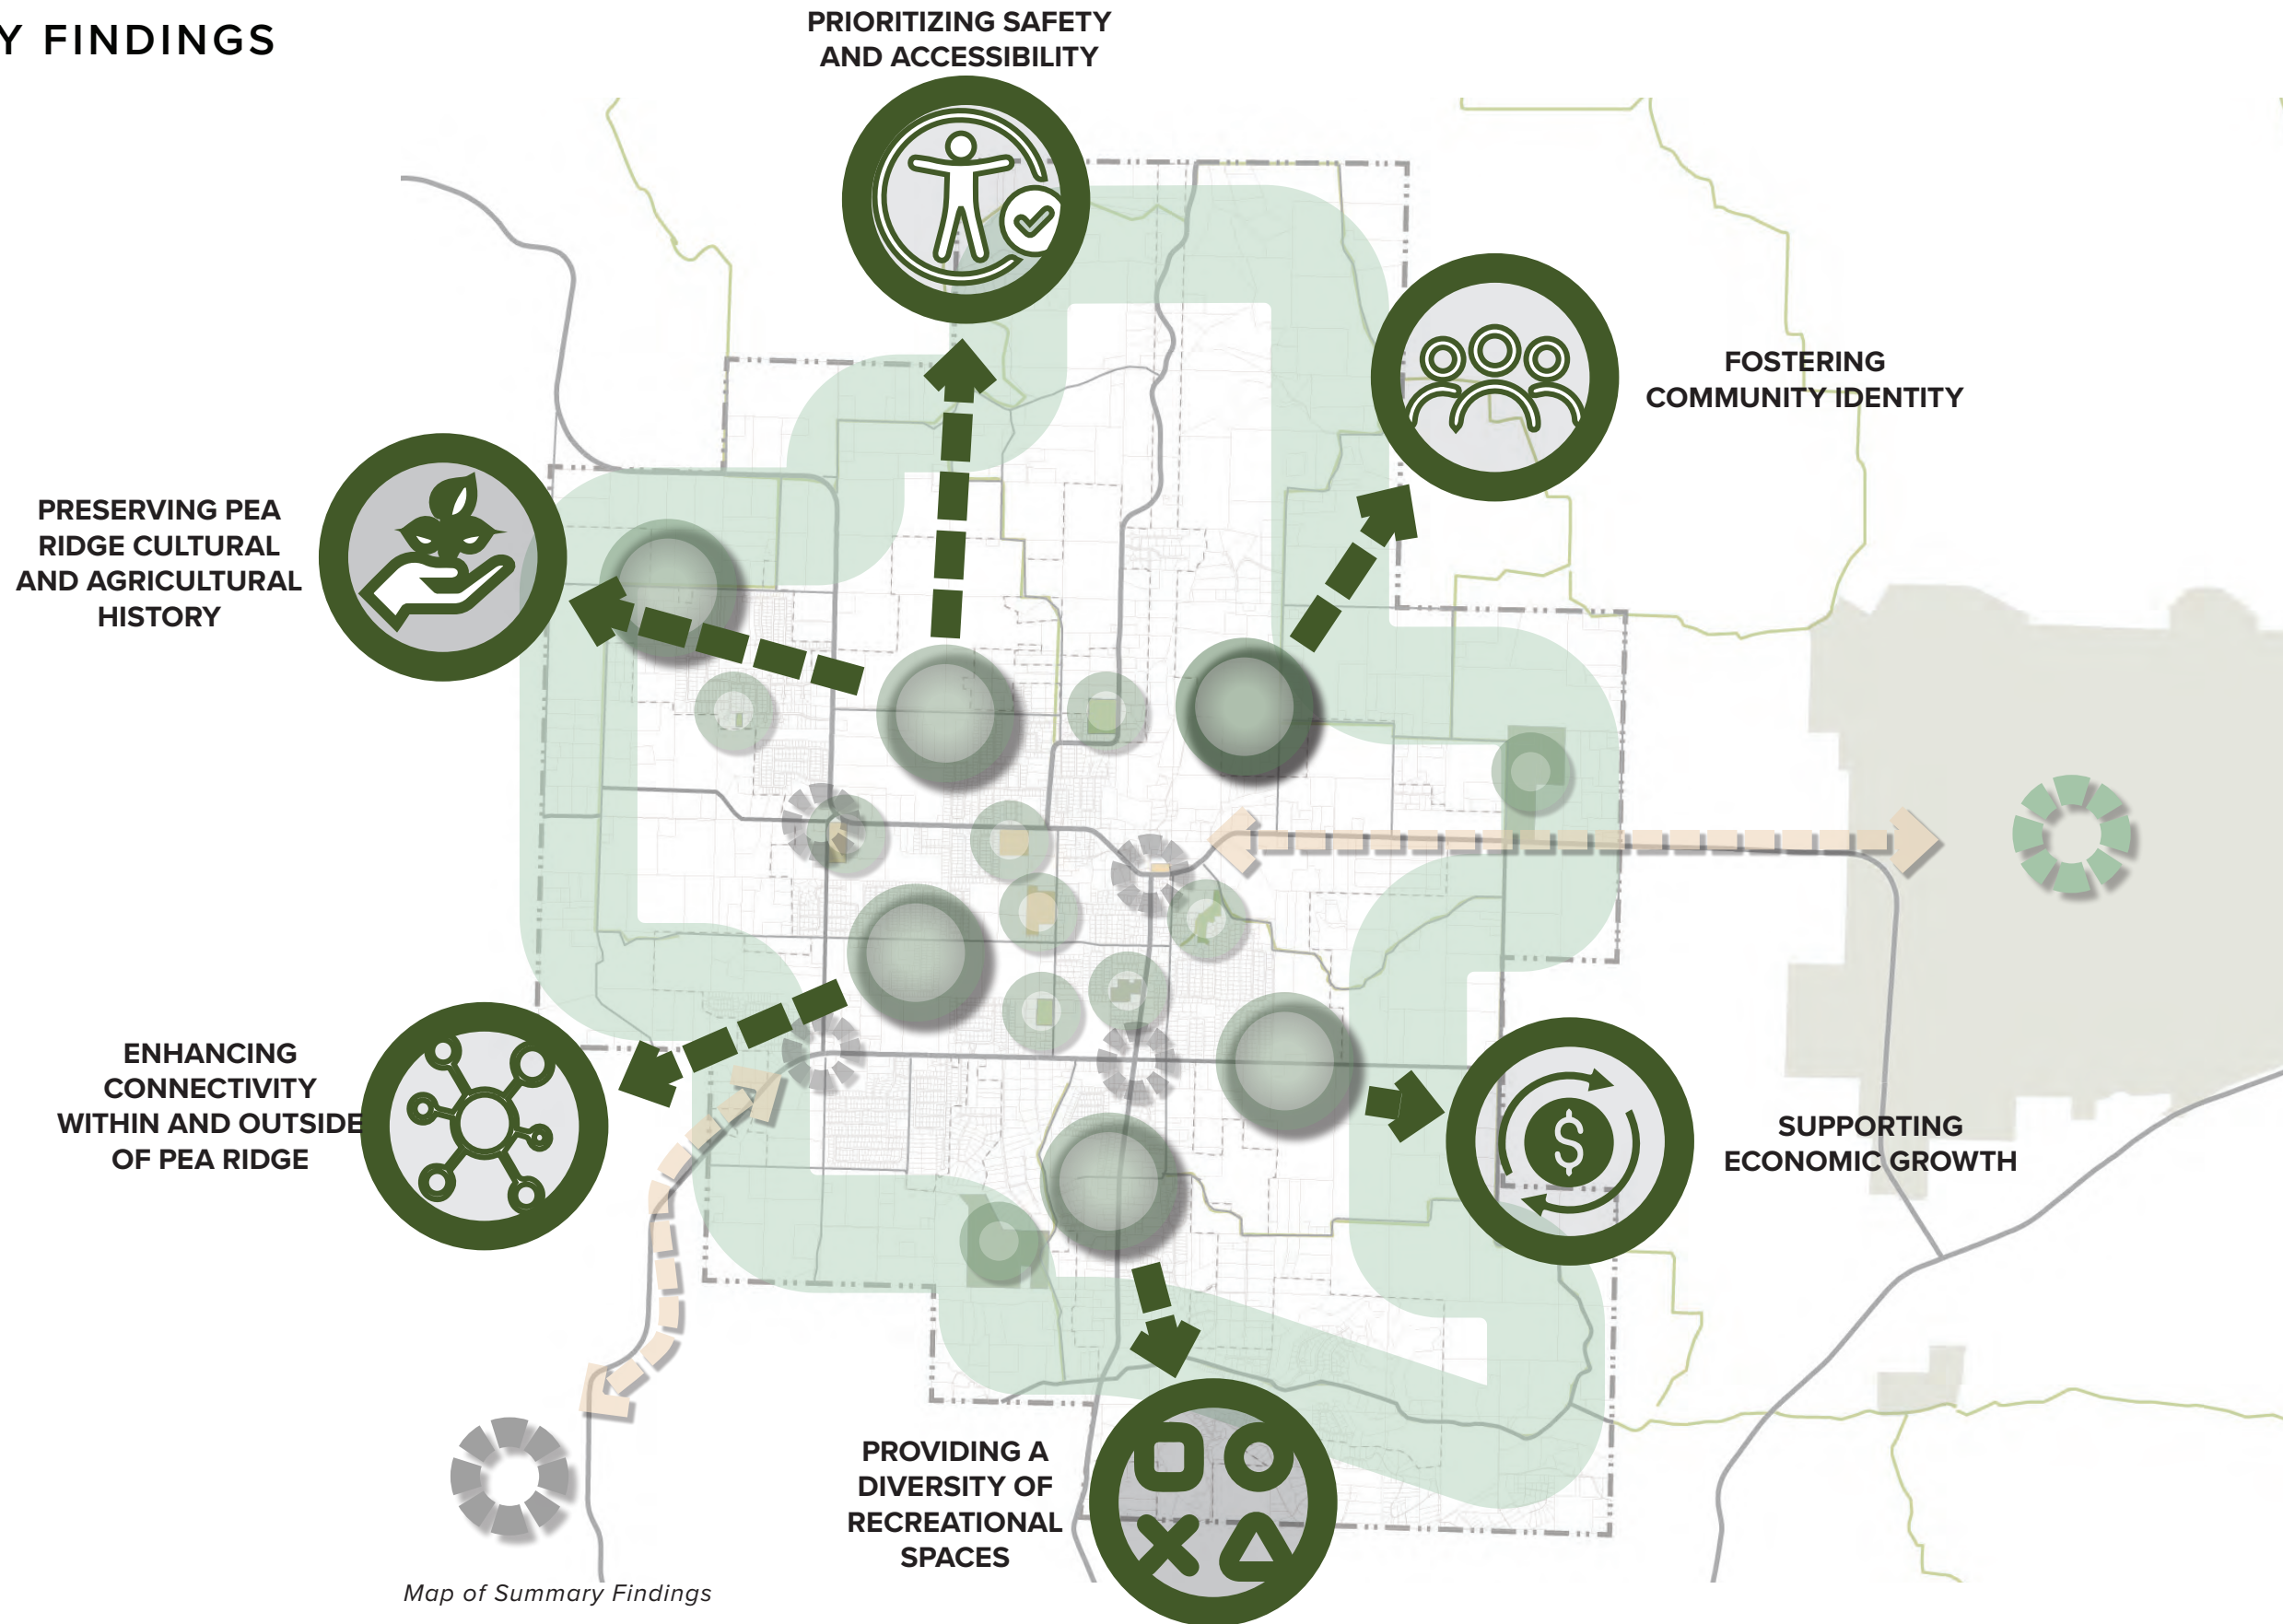 Y FINDINGS
PRIORITIZING SAFETY
AND ACCESSIBILITY
FOSTERING
COMMUNITY IDENTITY
PRESERVING PEA
RIDGE CULTURAL
AND AGRICULTURAL
HISTORY
ENHANCING
CONNECTIVITY
WITHIN AND OUTSIDE
OF PEA RIDGE
$
SUPPORTING
ECONOMIC GROWTH
PROVIDING A
DIVERSITY OF
RECREATIONAL
SPACES
Map of Summary Findings